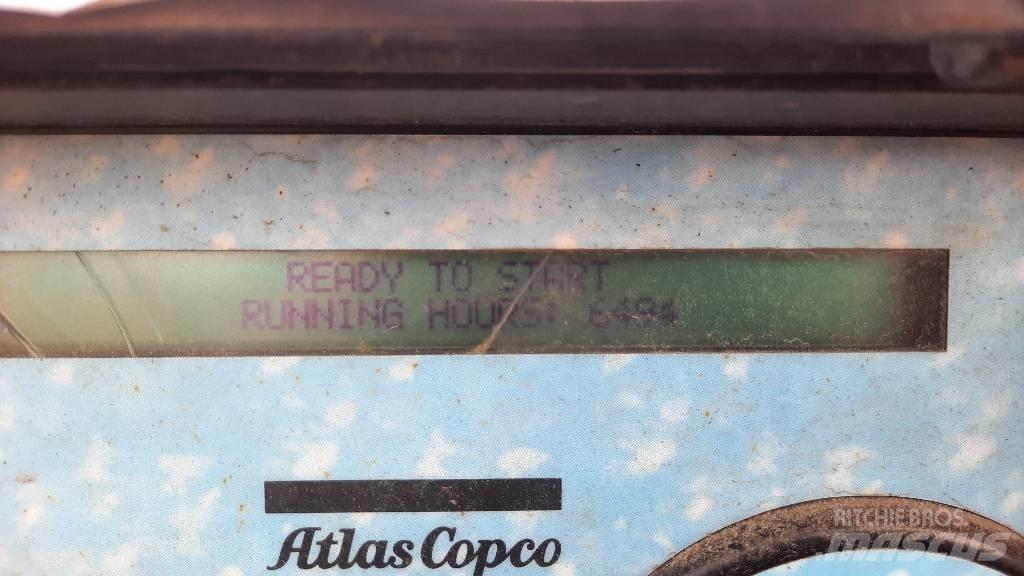 READY TO START
RUNNING HOURS: 6494
Atlas Copco
RITCHIE BROS.
mascus